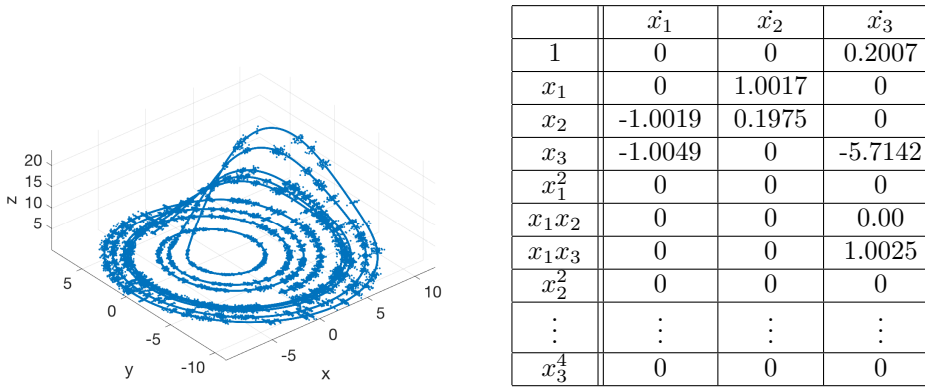 20
15
10
5
z
5
0
-5
-10
y
-5
0
5
10
x
ẋ₁ ẋ₂ ẋ₃
1 0 0 0.2007
x₁ 0 1.0017 0
x₂ -1.0019 0.1975 0
x₃ -1.0049 0 -5.7142
x₁² 0 0 0
x₁x₂ 0 0 0.00
x₁x₃ 0 0 1.0025
x₂² 0 0 0
⋮ ⋮ ⋮ ⋮
x₃⁴ 0 0 0